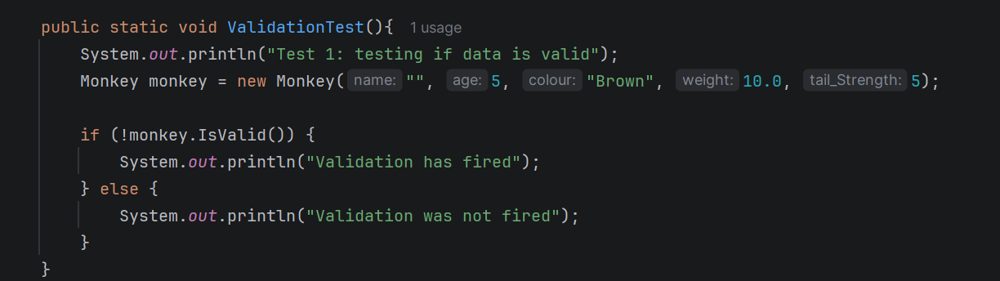 public static void ValidationTest(){ 1 usage
System.out.println("Test 1: testing if data is valid");
Monkey monkey = new Monkey( name: "", age: 5, colour: "Brown", weight: 10.0, tail_Strength: 5);
if (!monkey.IsValid()) {
System.out.println("Validation has fired");
} else {
System.out.println("Validation was not fired");
}
}